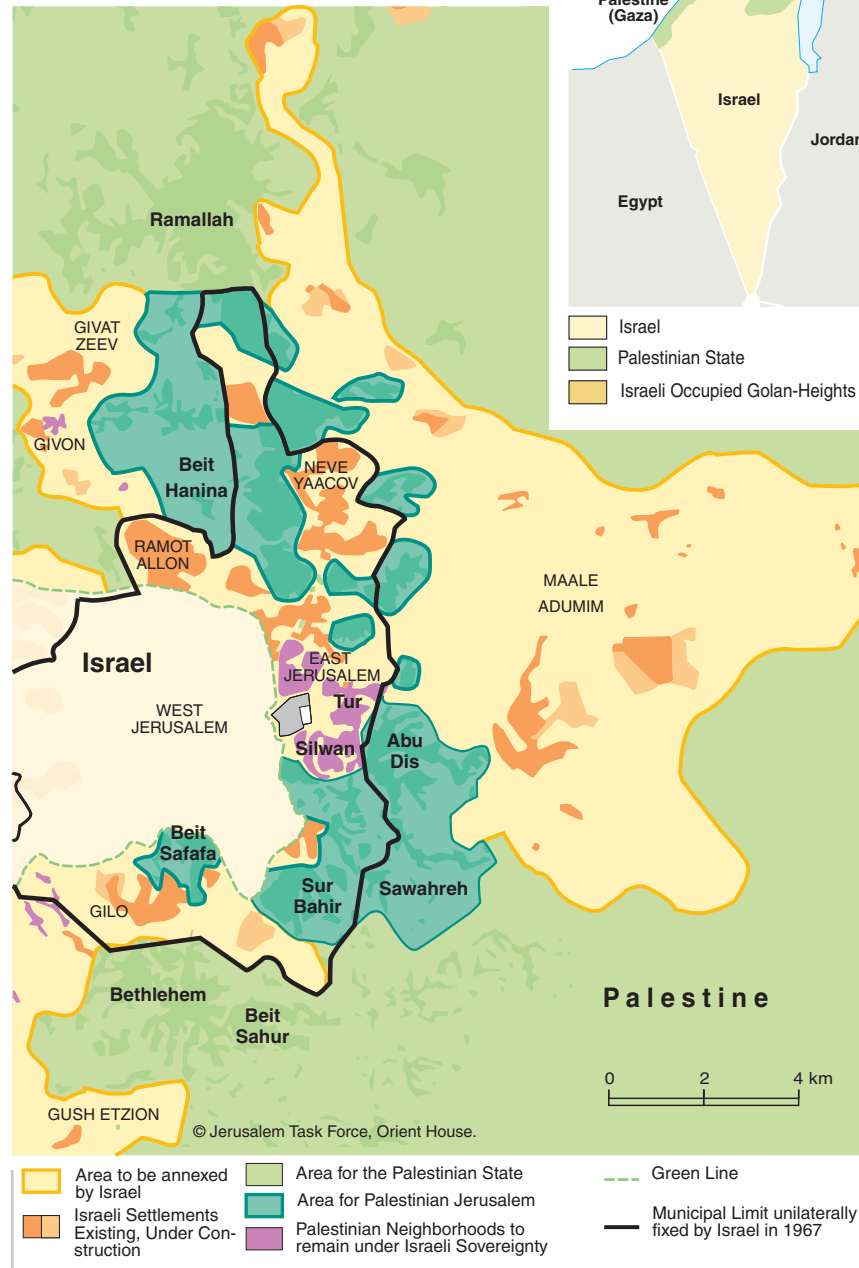 Palestine
(Gaza)
Israel
Jordan
Egypt
Israel
Palestinian State
Israeli Occupied Golan-Heights
Ramallah
GIVAT
ZEEV
GIVON
Beit
Hanina
NEVE
YAACOV
RAMOT
ALLON
MAALE
ADUMIM
Israel
EAST
JERUSALEM
WEST
JERUSALEM
Tur
Silwan
Abu
Dis
Beit
Safafa
Sur
Bahir
Sawahreh
GILO
Bethlehem
Beit
Sahur
Palestine
0 2 4 km
GUSH ETZION
© Jerusalem Task Force, Orient House.
Area to be annexed
by Israel
Israeli Settlements
Existing, Under Con-
struction
Area for the Palestinian State
Area for Palestinian Jerusalem
Palestinian Neighborhoods to
remain under Israeli Sovereignty
Green Line
Municipal Limit unilaterally
fixed by Israel in 1967